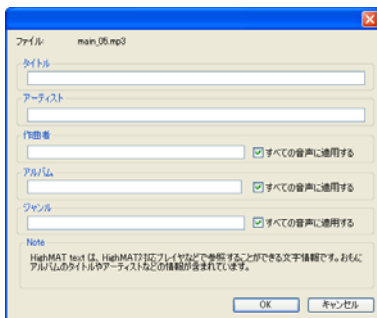 ファイル: main_05.mp3
タイトル
アーティスト
作曲者
すべての音声に適用する
アルバム
すべての音声に適用する
ジャンル
すべての音声に適用する
Note
HighMAT text は、HighMAT対応プレイヤなどで参照することができる文字情報です。おもに
アルバムのタイトルやアーティストなどの情報が含まれています。
OK キャンセル